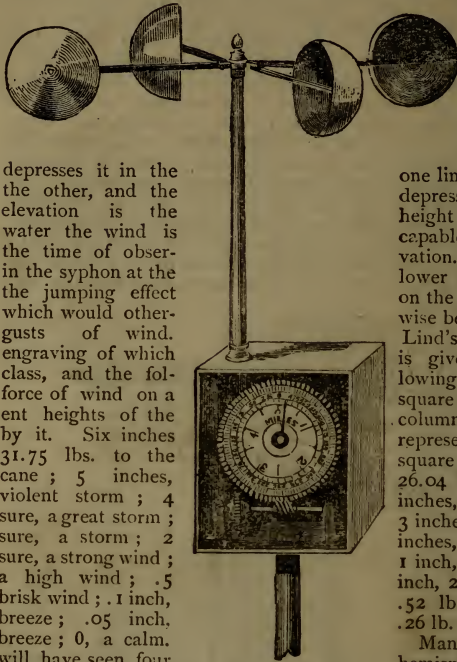 depresses it in the one lim
the other, and the depress
elevation is the height
water the wind is capable
the time of obser- vation.
in the syphon at the lower
the jumping effect on the
which would other- wise be
gusts of wind. Lind's
engraving of which is give
class, and the fol- lowing
force of wind on a square
ent heights of the column
by it. Six inches represe
31.75 lbs. to the square
cane ; 5 inches, 26.04
violent storm ; 4 inches,
sure, a great storm ; 3 inche
sure, a storm ; 2 inches,
sure, a strong wind ; 1 inch,
a high wind ; .5 inch, 2
brisk wind ; .1 inch, .52 lb
breeze ; .05 inch, .26 lb.
breeze ; 0, a calm. Man
will have seen four
MILES